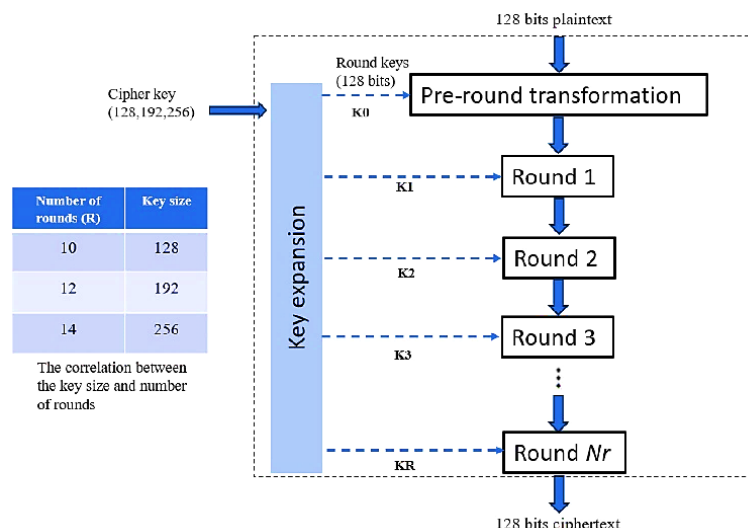 128 bits plaintext
Round keys
(128 bits)
Cipher key
(128,192,256)
Pre-round transformation
K0
Round 1
K1
Number of
rounds (R)
Key size
10
128
12
192
14
256
The correlation between
the key size and number
of rounds
Key expansion
Round 2
K2
Round 3
K3
Round Nr
KR
128 bits ciphertext